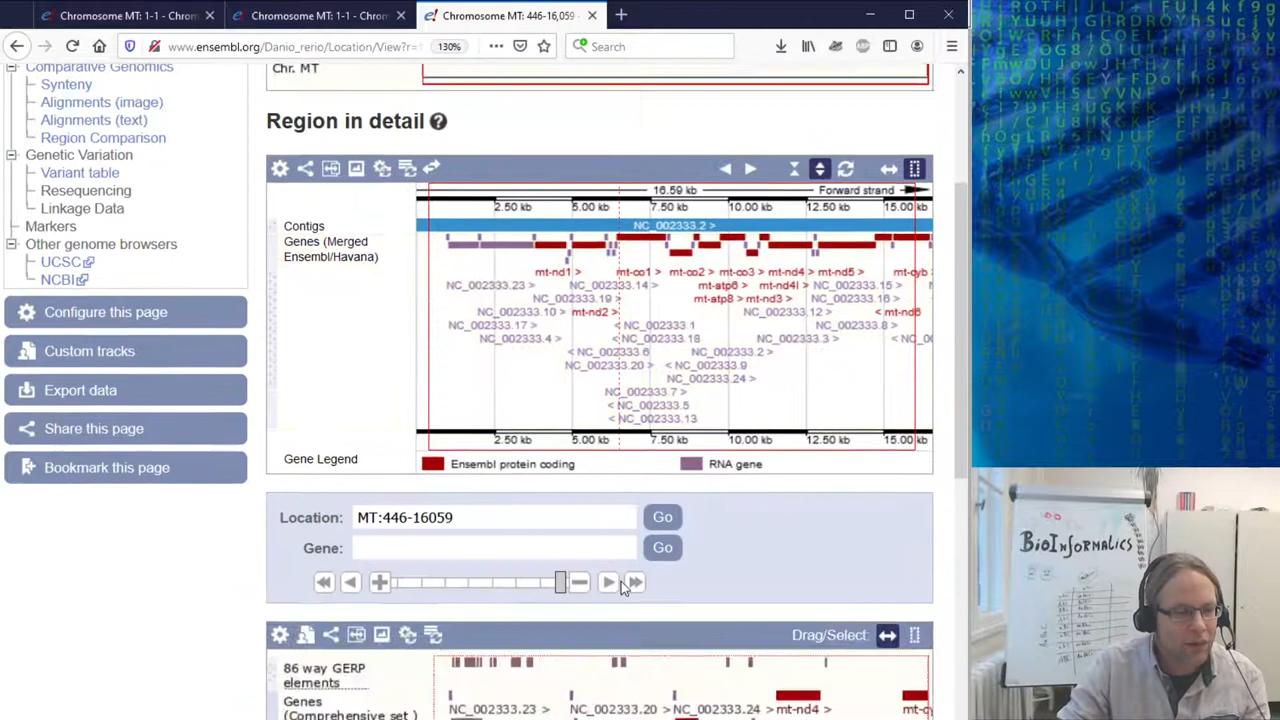 Chromosome MT: 1-1 - Chrom
Chromosome MT: 1-1 - Chrom
Chromosome MT: 446-16,059 -
www.ensembl.org/Danio_rerio/Location/View?r=
130%
Search
Comparative Genomics
Synteny
Alignments (image)
Alignments (text)
Region Comparison
Genetic Variation
Variant table
Resequencing
Linkage Data
Markers
Other genome browsers
UCSC
NCBI
Configure this page
Custom tracks
Export data
Share this page
Bookmark this page
Chr. MT
Region in detail
16.59 kb
Forward strand
2.50 kb 5.00 kb 7.50 kb 10.00 kb 12.50 kb 15.00 kb
Contigs
NC_002333.2 >
Genes (Merged
Ensembl/Havana)
mt-nd1 > mt-co1 > mt-co2 > mt-co3 > mt-nd4 > mt-nd5 > mt-cyb >
NC_002333.23 > NC_002333.14 > mt-atp6 > mt-nd4l > NC_002333.15 >
NC_002333.19 > mt-atp8 > mt-nd3 > NC_002333.16 >
NC_002333.10 > mt-nd2 > NC_002333.12 > < mt-nd6
NC_002333.17 > < NC_002333.1 NC_002333.8 >
NC_002333.4 > < NC_002333.18 NC_002333.3 > < NC_0
< NC_002333.6 NC_002333.2 >
NC_002333.20 > < NC_002333.9
NC_002333.24 >
NC_002333.7 >
< NC_002333.5
< NC_002333.13
2.50 kb 5.00 kb 7.50 kb 10.00 kb 12.50 kb 15.00 kb
Gene Legend
Ensembl protein coding
RNA gene
Location: MT:446-16059 Go
Gene: Go
Drag/Select:
86 way GERP
elements
Genes
(Comprehensive set
NC_002333.23 > NC_002333.20 > NC_002333.24 > mt-nd4 > mt-cy
BioInformatics